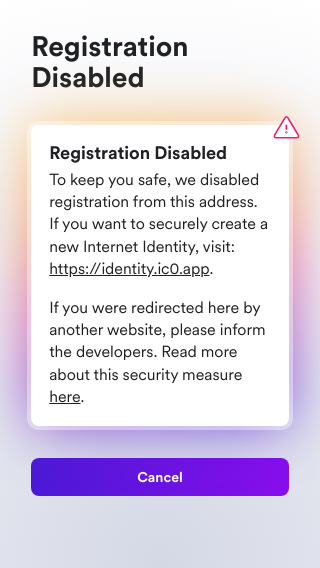 Registration
Disabled
Registration Disabled
To keep you safe, we disabled
registration from this address.
If you want to securely create a
new Internet Identity, visit:
https://identity.ic0.app.
If you were redirected here by
another website, please inform
the developers. Read more
about this security measure
here.
Cancel